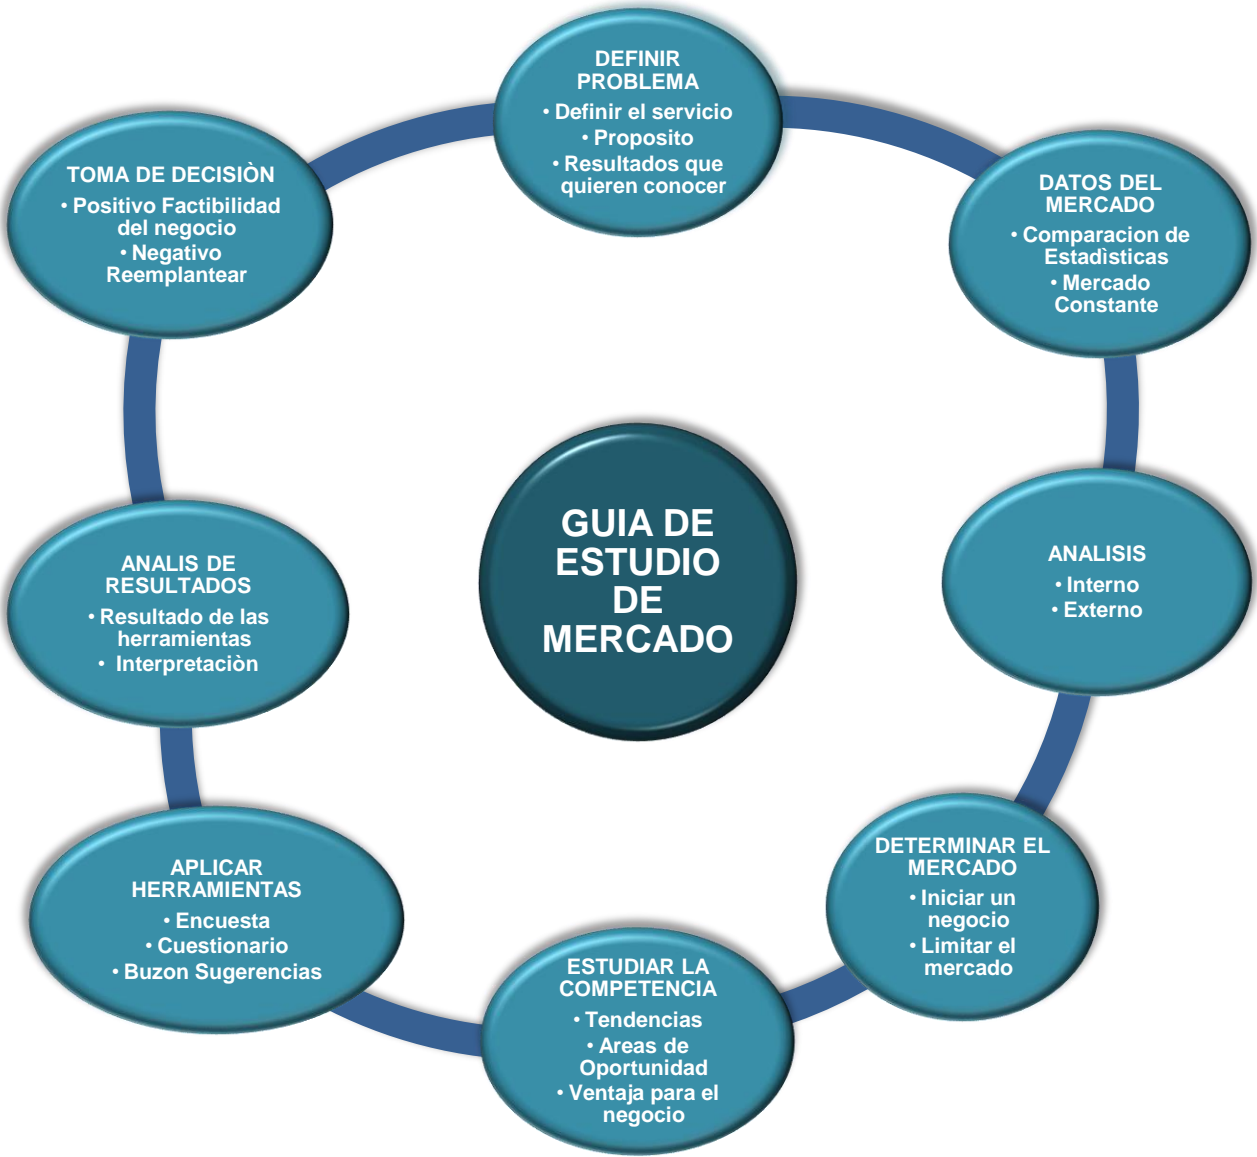 DEFINIR
PROBLEMA
• Definir el servicio
• Proposito
• Resultados que
quieren conocer
DATOS DEL
MERCADO
• Comparacion de
Estadìsticas
• Mercado
Constante
ANALISIS
• Interno
• Externo
DETERMINAR EL
MERCADO
• Iniciar un
negocio
• Limitar el
mercado
ESTUDIAR LA
COMPETENCIA
• Tendencias
• Areas de
Oportunidad
• Ventaja para el
negocio
APLICAR
HERRAMIENTAS
• Encuesta
• Cuestionario
• Buzon Sugerencias
ANALIS DE
RESULTADOS
• Resultado de las
herramientas
• Interpretaciòn
TOMA DE DECISIÒN
• Positivo Factibilidad
del negocio
• Negativo
Reemplantear
GUIA DE
ESTUDIO
DE
MERCADO